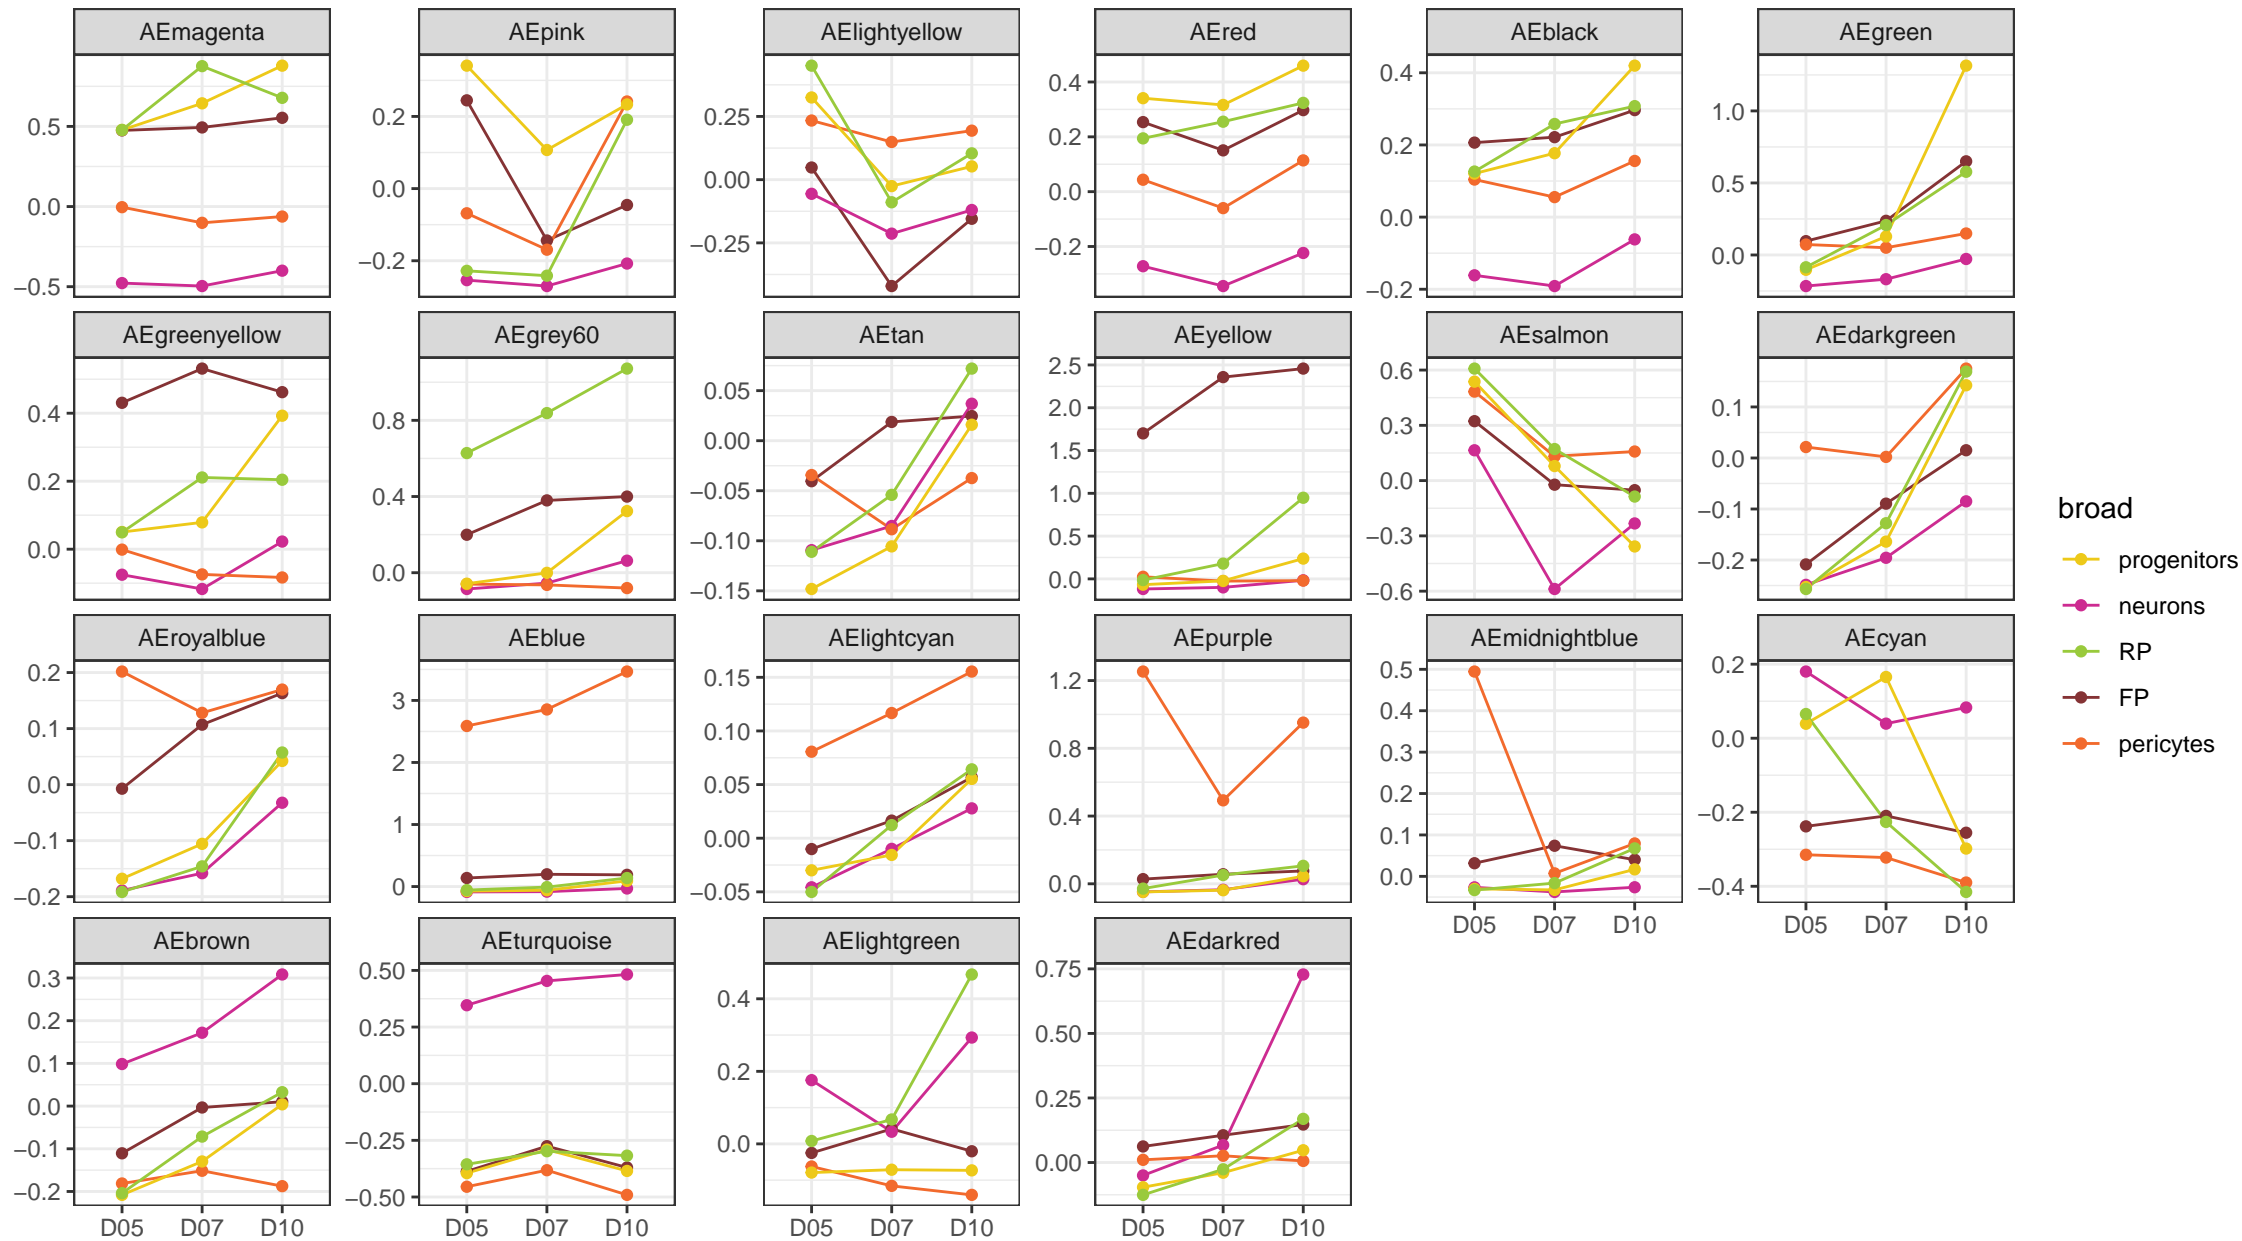 AEmagenta
AEpink
AElightyellow
AEred
AEblack
AEgreen
0.5
0.0
−0.5
0.2
0.0
−0.2
0.25
0.00
−0.25
0.4
0.2
0.0
−0.2
0.4
0.2
0.0
−0.2
1.0
0.5
0.0
AEgreenyellow
AEgrey60
AEtan
AEyellow
AEsalmon
AEdarkgreen
0.4
0.2
0.0
0.8
0.4
0.0
0.05
0.00
−0.05
−0.10
−0.15
2.5
2.0
1.5
1.0
0.5
0.0
0.6
0.3
0.0
−0.3
−0.6
0.1
0.0
−0.1
−0.2
AEroyalblue
AEblue
AElightcyan
AEpurple
AEmidnightblue
AEcyan
0.2
0.1
0.0
−0.1
−0.2
3
2
1
0
0.15
0.10
0.05
0.00
−0.05
1.2
0.8
0.4
0.0
0.5
0.4
0.3
0.2
0.1
0.0
0.2
0.0
−0.2
−0.4
D05 D07 D10
D05 D07 D10
AEbrown
AEturquoise
AElightgreen
AEdarkred
0.3
0.2
0.1
0.0
−0.1
−0.2
0.50
0.25
0.00
−0.25
−0.50
0.4
0.2
0.0
0.75
0.50
0.25
0.00
D05 D07 D10
D05 D07 D10
D05 D07 D10
D05 D07 D10
broad
progenitors
neurons
RP
FP
pericytes